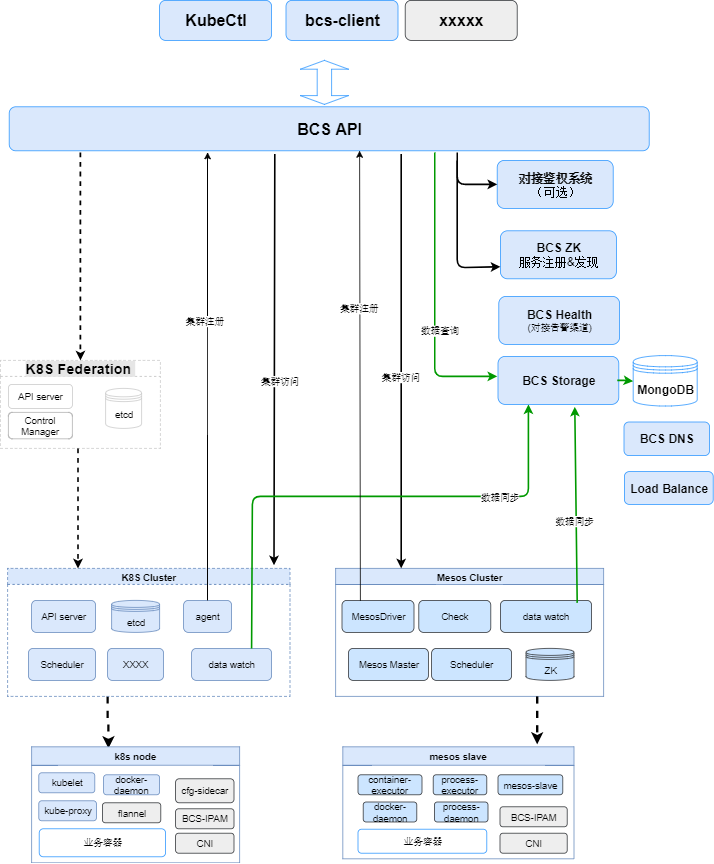 KubeCtl
bcs-client
xxxxx
BCS API
对接鉴权系统
（可选）
BCS ZK
服务注册&发现
BCS Health
(对接告警渠道)
集群注册
集群注册
数据查询
集群访问
集群访问
K8S Federation
API server
Control
Manager
etcd
BCS Storage
MongoDB
BCS DNS
Load Balance
数据同步
数据同步
K8S Cluster
API server
etcd
agent
Scheduler
XXXX
data watch
Mesos Cluster
MesosDriver
Check
data watch
Mesos Master
Scheduler
ZK
k8s node
kubelet
docker-
daemon
cfg-sidecar
kube-proxy
flannel
BCS-IPAM
业务容器
CNI
mesos slave
container-
executor
process-
executor
mesos-slave
docker-
daemon
process-
daemon
BCS-IPAM
业务容器
CNI